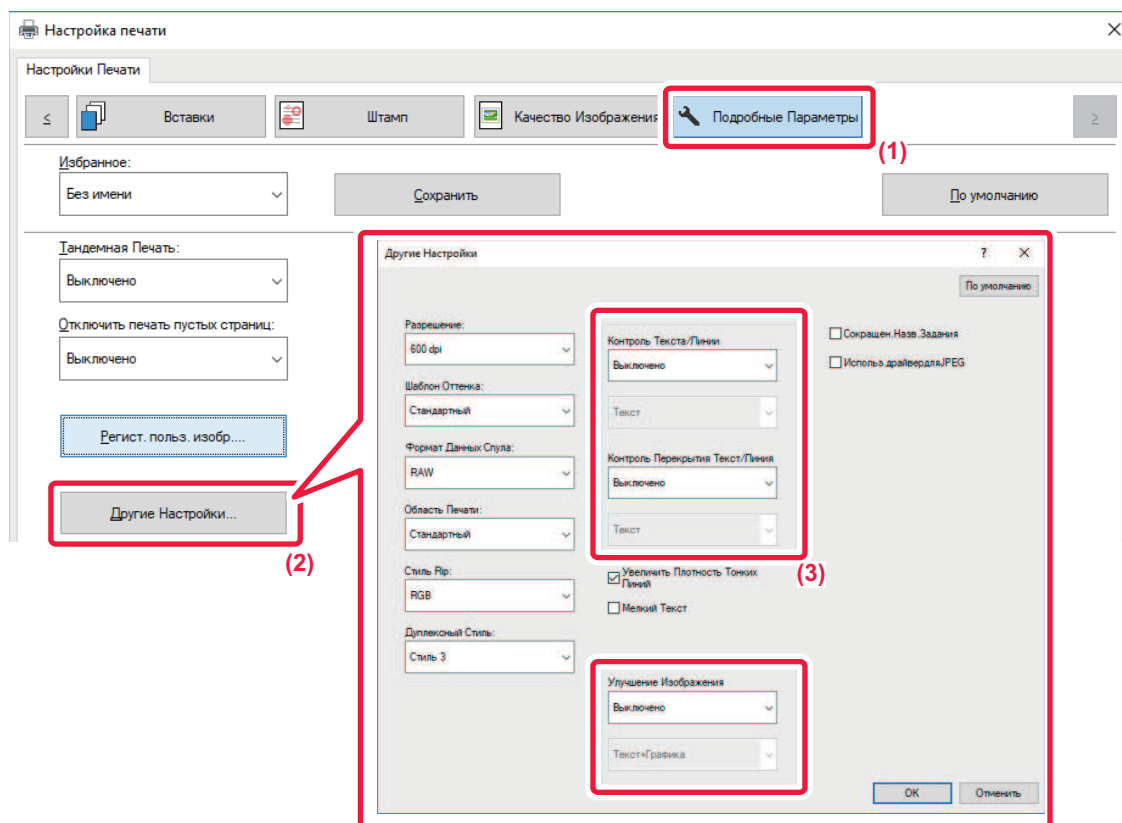 Настройка печати
Настройки Печати
<
Вставки
Штамп
Качество Изображения
Подробные Параметры
>
(1)
Избранное:
Без имени
Сохранить
По умолчанию
Тандемная Печать:
Выключено
Отключить печать пустых страниц:
Выключено
Регист. польз. изобр....
Другие Настройки...
(2)
Другие Настройки
?
По умолчанию
Разрешение:
600 dpi
Шаблон Оттенка:
Стандартный
Формат Данных Спула:
RAW
Область Печати:
Стандартный
Стиль Rip:
RGB
Дуплексный Стиль:
Стиль 3
Контроль Текста/Линии
Выключено
Текст
Контроль Перекрытия Текст/Линия
Выключено
Текст
(3)
Увеличить Плотность Тонких
Линий
Мелкий Текст
Улучшение Изображения
Выключено
Текст+Графика
Сокращен.Назв.Задания
Использ.драйвердляJPEG
OK
Отменить